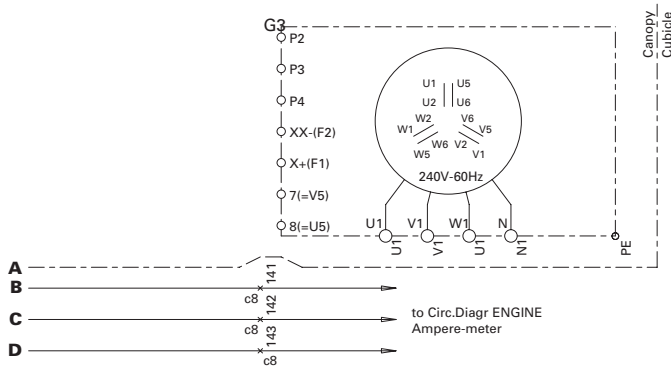 G3
P2
P3
P4
XX-(F2)
X+(F1)
7(=V5)
8(=U5)
U1 U5
U2 U6
W2 V6
W1 V5
W6 V2
W5 V1
240V-60Hz
U1 V1 W1 N
U1 V1 U1 N1
PE
Canopy
Cubicle
A
B
141
c8
C
142
c8
D
143
c8
to Circ.Diagr ENGINE
Ampere-meter